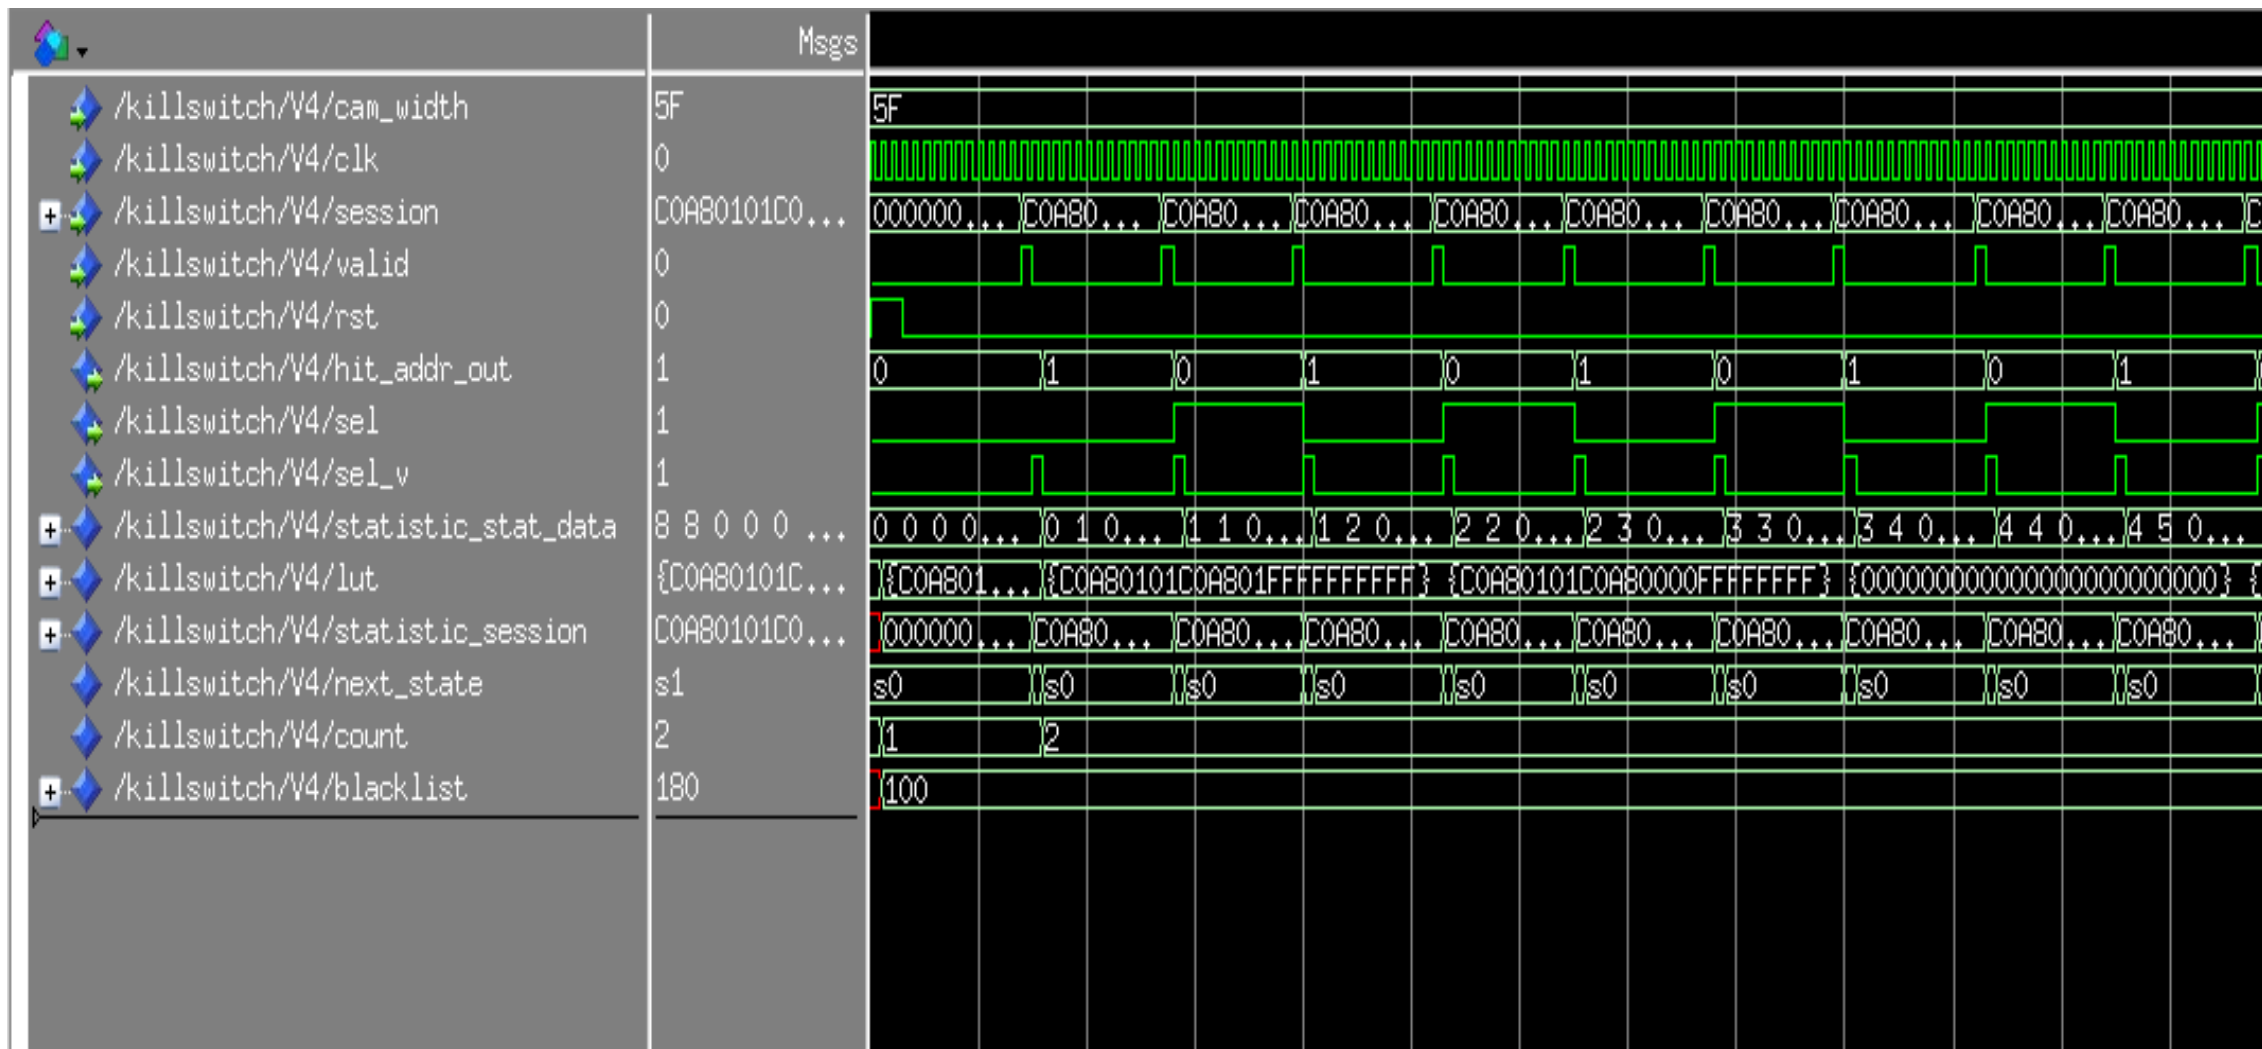 Msgs
/killswitch/V4/cam_width 5F 5F
/killswitch/V4/clk 0
/killswitch/V4/session C0A80101C0... 000000... C0A80... C0A80... C0A80... C0A80... C0A80... C0A80... C0A80... C0A80... C0A80... C
/killswitch/V4/valid 0
/killswitch/V4/rst 0
/killswitch/V4/hit_addr_out 1 0 1 0 1 0 1 0 1 0 1
/killswitch/V4/sel 1
/killswitch/V4/sel_v 1
/killswitch/V4/statistic_stat_data 8 8 0 0 0 ... 0 0 0 0... 0 1 0... 1 1 0... 1 2 0... 2 2 0... 2 3 0... 3 3 0... 3 4 0... 4 4 0... 4 5 0...
/killswitch/V4/lut {C0A80101C... {C0A801... {C0A80101C0A801FFFFFFFFFF} {C0A80101C0A80000FFFFFFFF} {000000000000000000000000} {
/killswitch/V4/statistic_session C0A80101C0... 000000... C0A80... C0A80... C0A80... C0A80... C0A80... C0A80... C0A80... C0A80... C0A80...
/killswitch/V4/next_state s1 s0 s0 s0 s0 s0 s0 s0 s0 s0 s0
/killswitch/V4/count 2 1 2
/killswitch/V4/blacklist 180 100